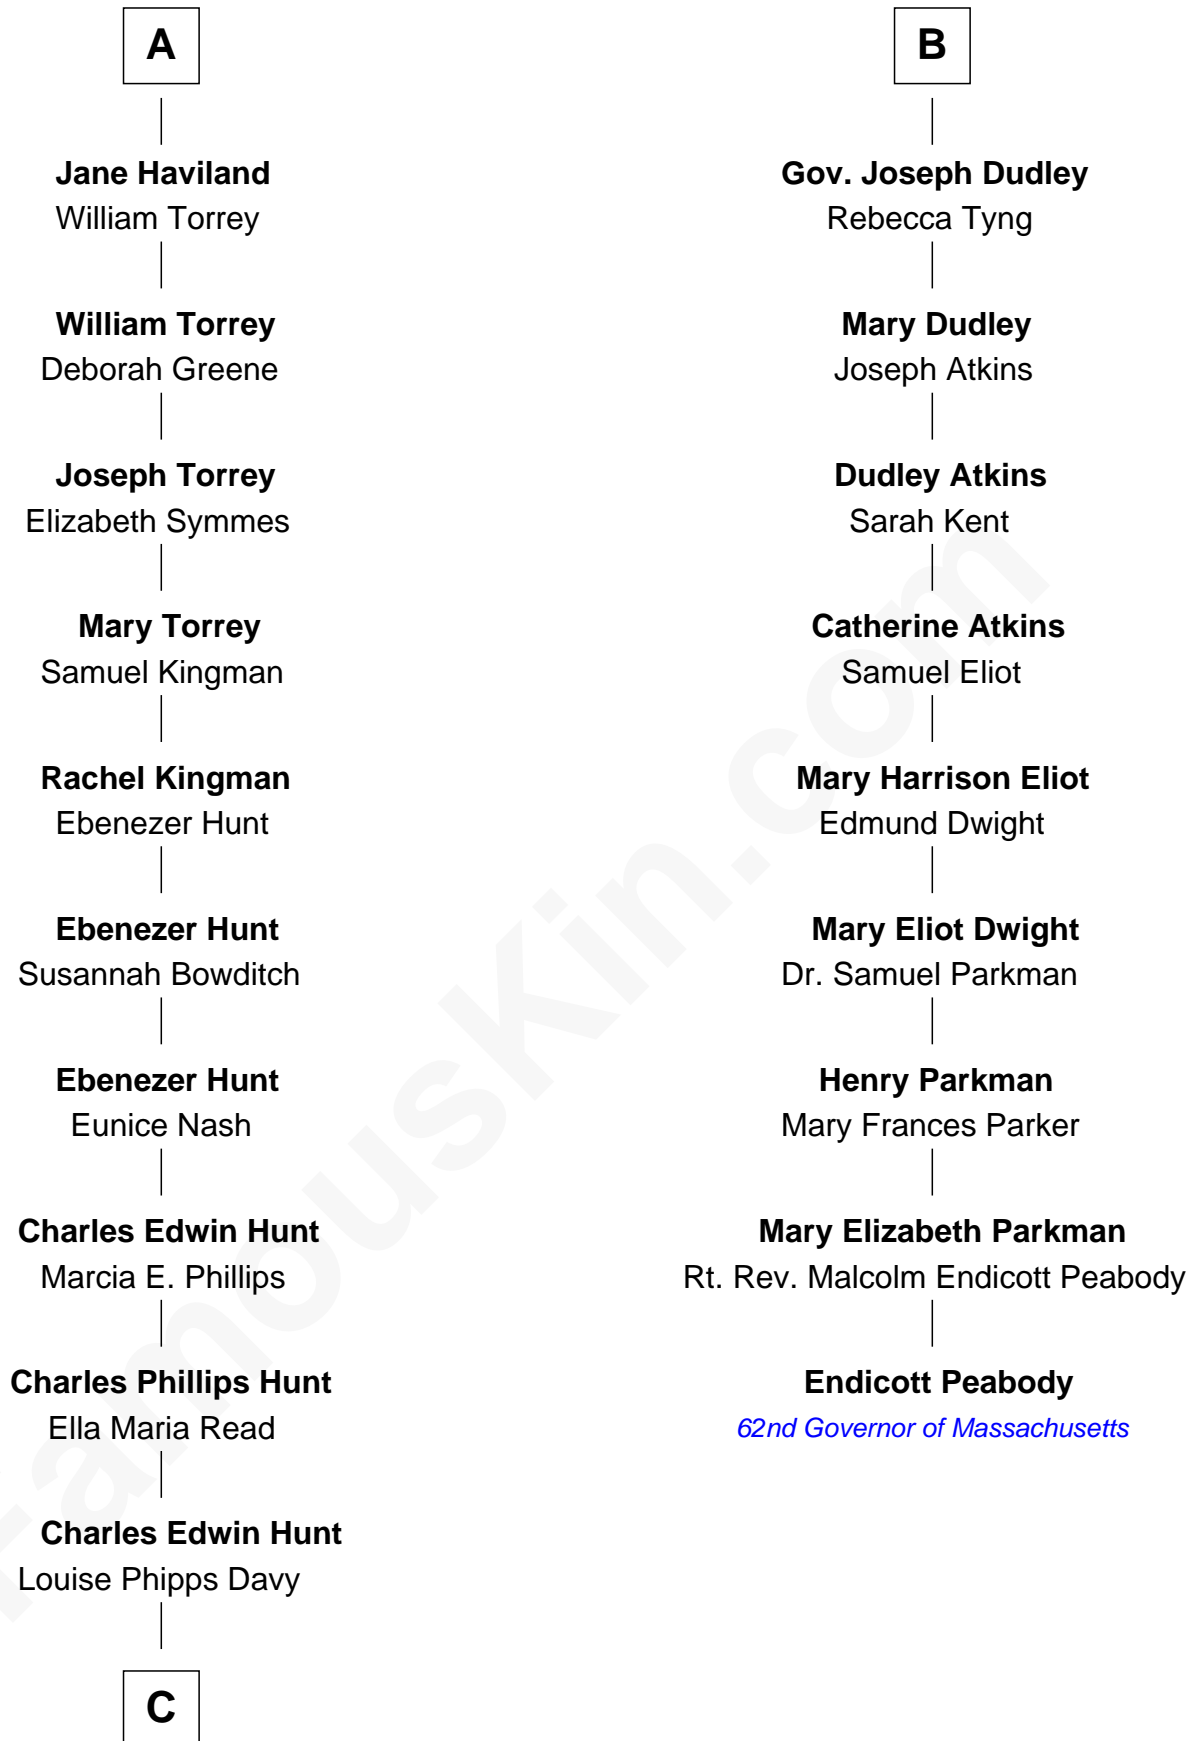 A
Jane Haviland
William Torrey
William Torrey
Deborah Greene
Joseph Torrey
Elizabeth Symmes
Mary Torrey
Samuel Kingman
Rachel Kingman
Ebenezer Hunt
Ebenezer Hunt
Susannah Bowditch
Ebenezer Hunt
Eunice Nash
Charles Edwin Hunt
Marcia E. Phillips
Charles Phillips Hunt
Ella Maria Read
Charles Edwin Hunt
Louise Phipps Davy
C
B
Gov. Joseph Dudley
Rebecca Tyng
Mary Dudley
Joseph Atkins
Dudley Atkins
Sarah Kent
Catherine Atkins
Samuel Eliot
Mary Harrison Eliot
Edmund Dwight
Mary Eliot Dwight
Dr. Samuel Parkman
Henry Parkman
Mary Frances Parker
Mary Elizabeth Parkman
Rt. Rev. Malcolm Endicott Peabody
Endicott Peabody
62nd Governor of Massachusetts
FamousKin.com